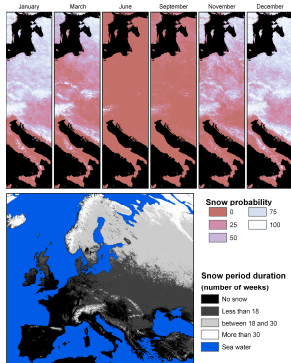 January March June September November December
Snow probability
0 75
25 100
50
Snow period duration
(number of weeks)
No snow
Less than 18
between 18 and 30
More than 30
Sea water